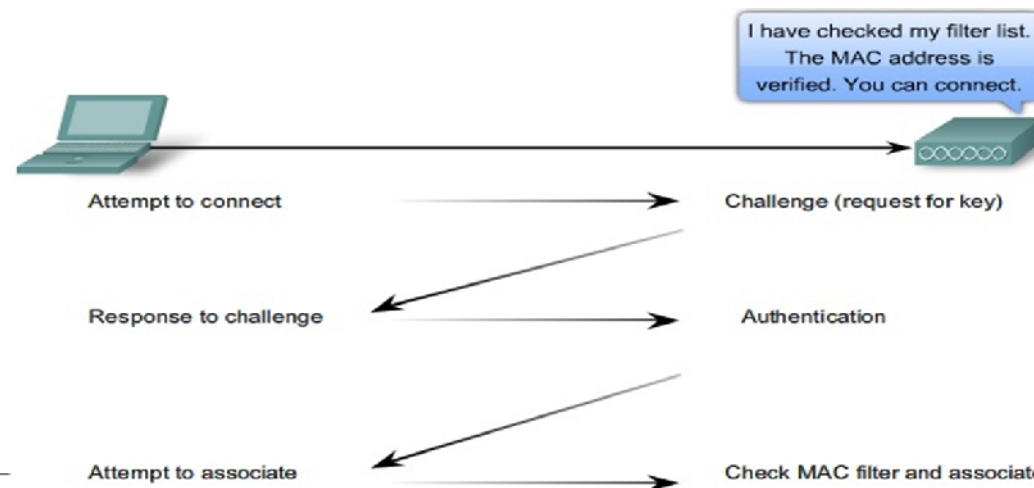 I have checked my filter list.
The MAC address is
verified. You can connect.
Attempt to connect
Challenge (request for key)
Response to challenge
Authentication
Attempt to associate
Check MAC filter and associate